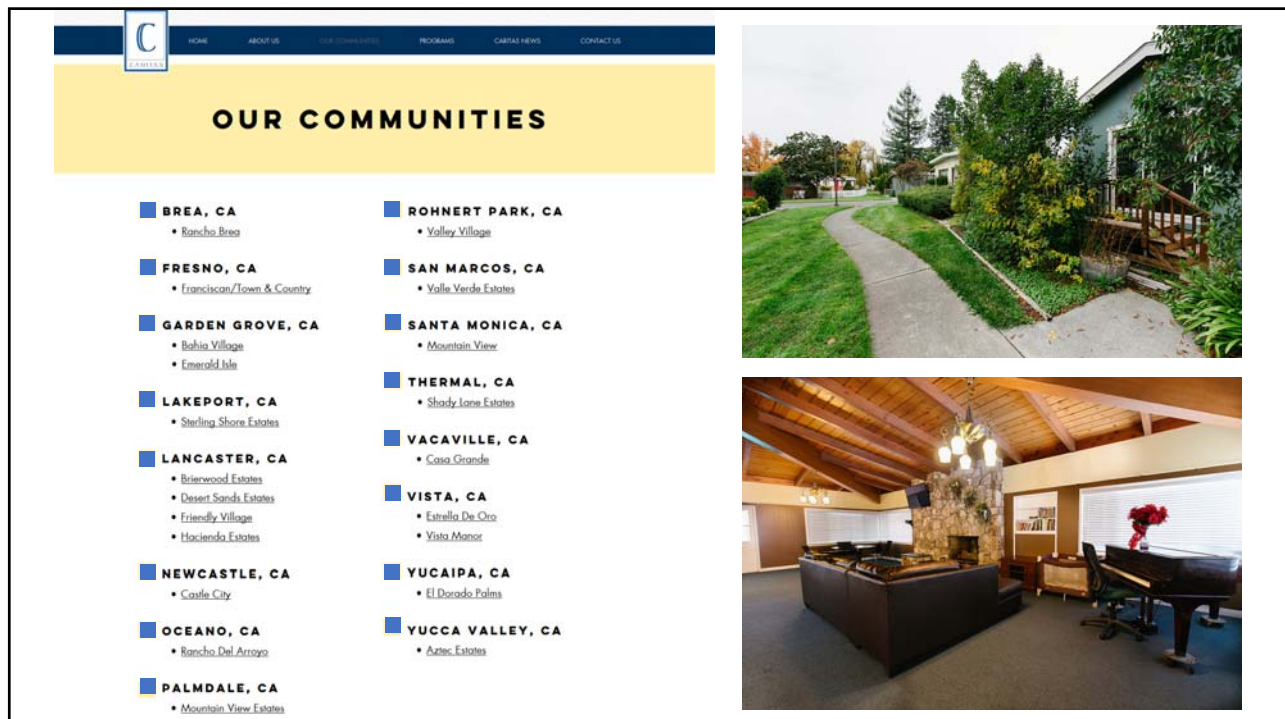 C
CARITAS
HOME ABOUT US OUR COMMUNITIES PROGRAMS CARITAS NEWS CONTACT US
OUR COMMUNITIES
BREA, CA
• Rancho Brea
FRESNO, CA
• Franciscan/Town & Country
GARDEN GROVE, CA
• Bahia Village
• Emerald Isle
LAKEPORT, CA
• Sterling Shore Estates
LANCASTER, CA
• Brierwood Estates
• Desert Sands Estates
• Friendly Village
• Hacienda Estates
NEWCASTLE, CA
• Castle City
OCEANO, CA
• Rancho Del Arroyo
PALMDALE, CA
• Mountain View Estates
ROHNERT PARK, CA
• Valley Village
SAN MARCOS, CA
• Valle Verde Estates
SANTA MONICA, CA
• Mountain View
THERMAL, CA
• Shady Lane Estates
VACAVILLE, CA
• Casa Grande
VISTA, CA
• Estrella De Oro
• Vista Manor
YUCAIPA, CA
• El Dorado Palms
YUCCA VALLEY, CA
• Aztec Estates